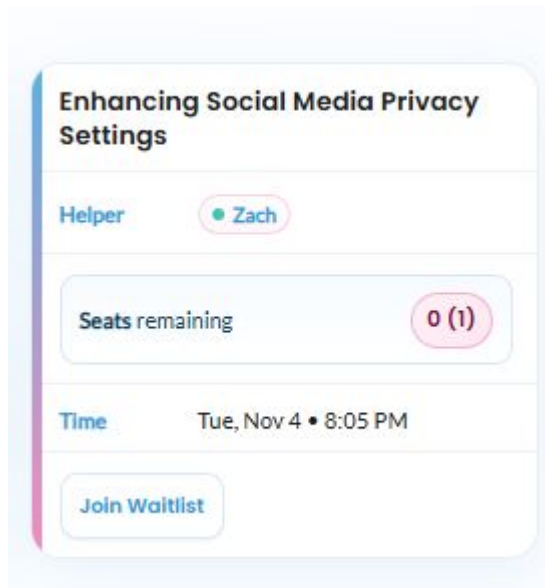 Enhancing Social Media Privacy
Settings
Helper Zach
Seats remaining 0 (1)
Time Tue, Nov 4 • 8:05 PM
Join Waitlist